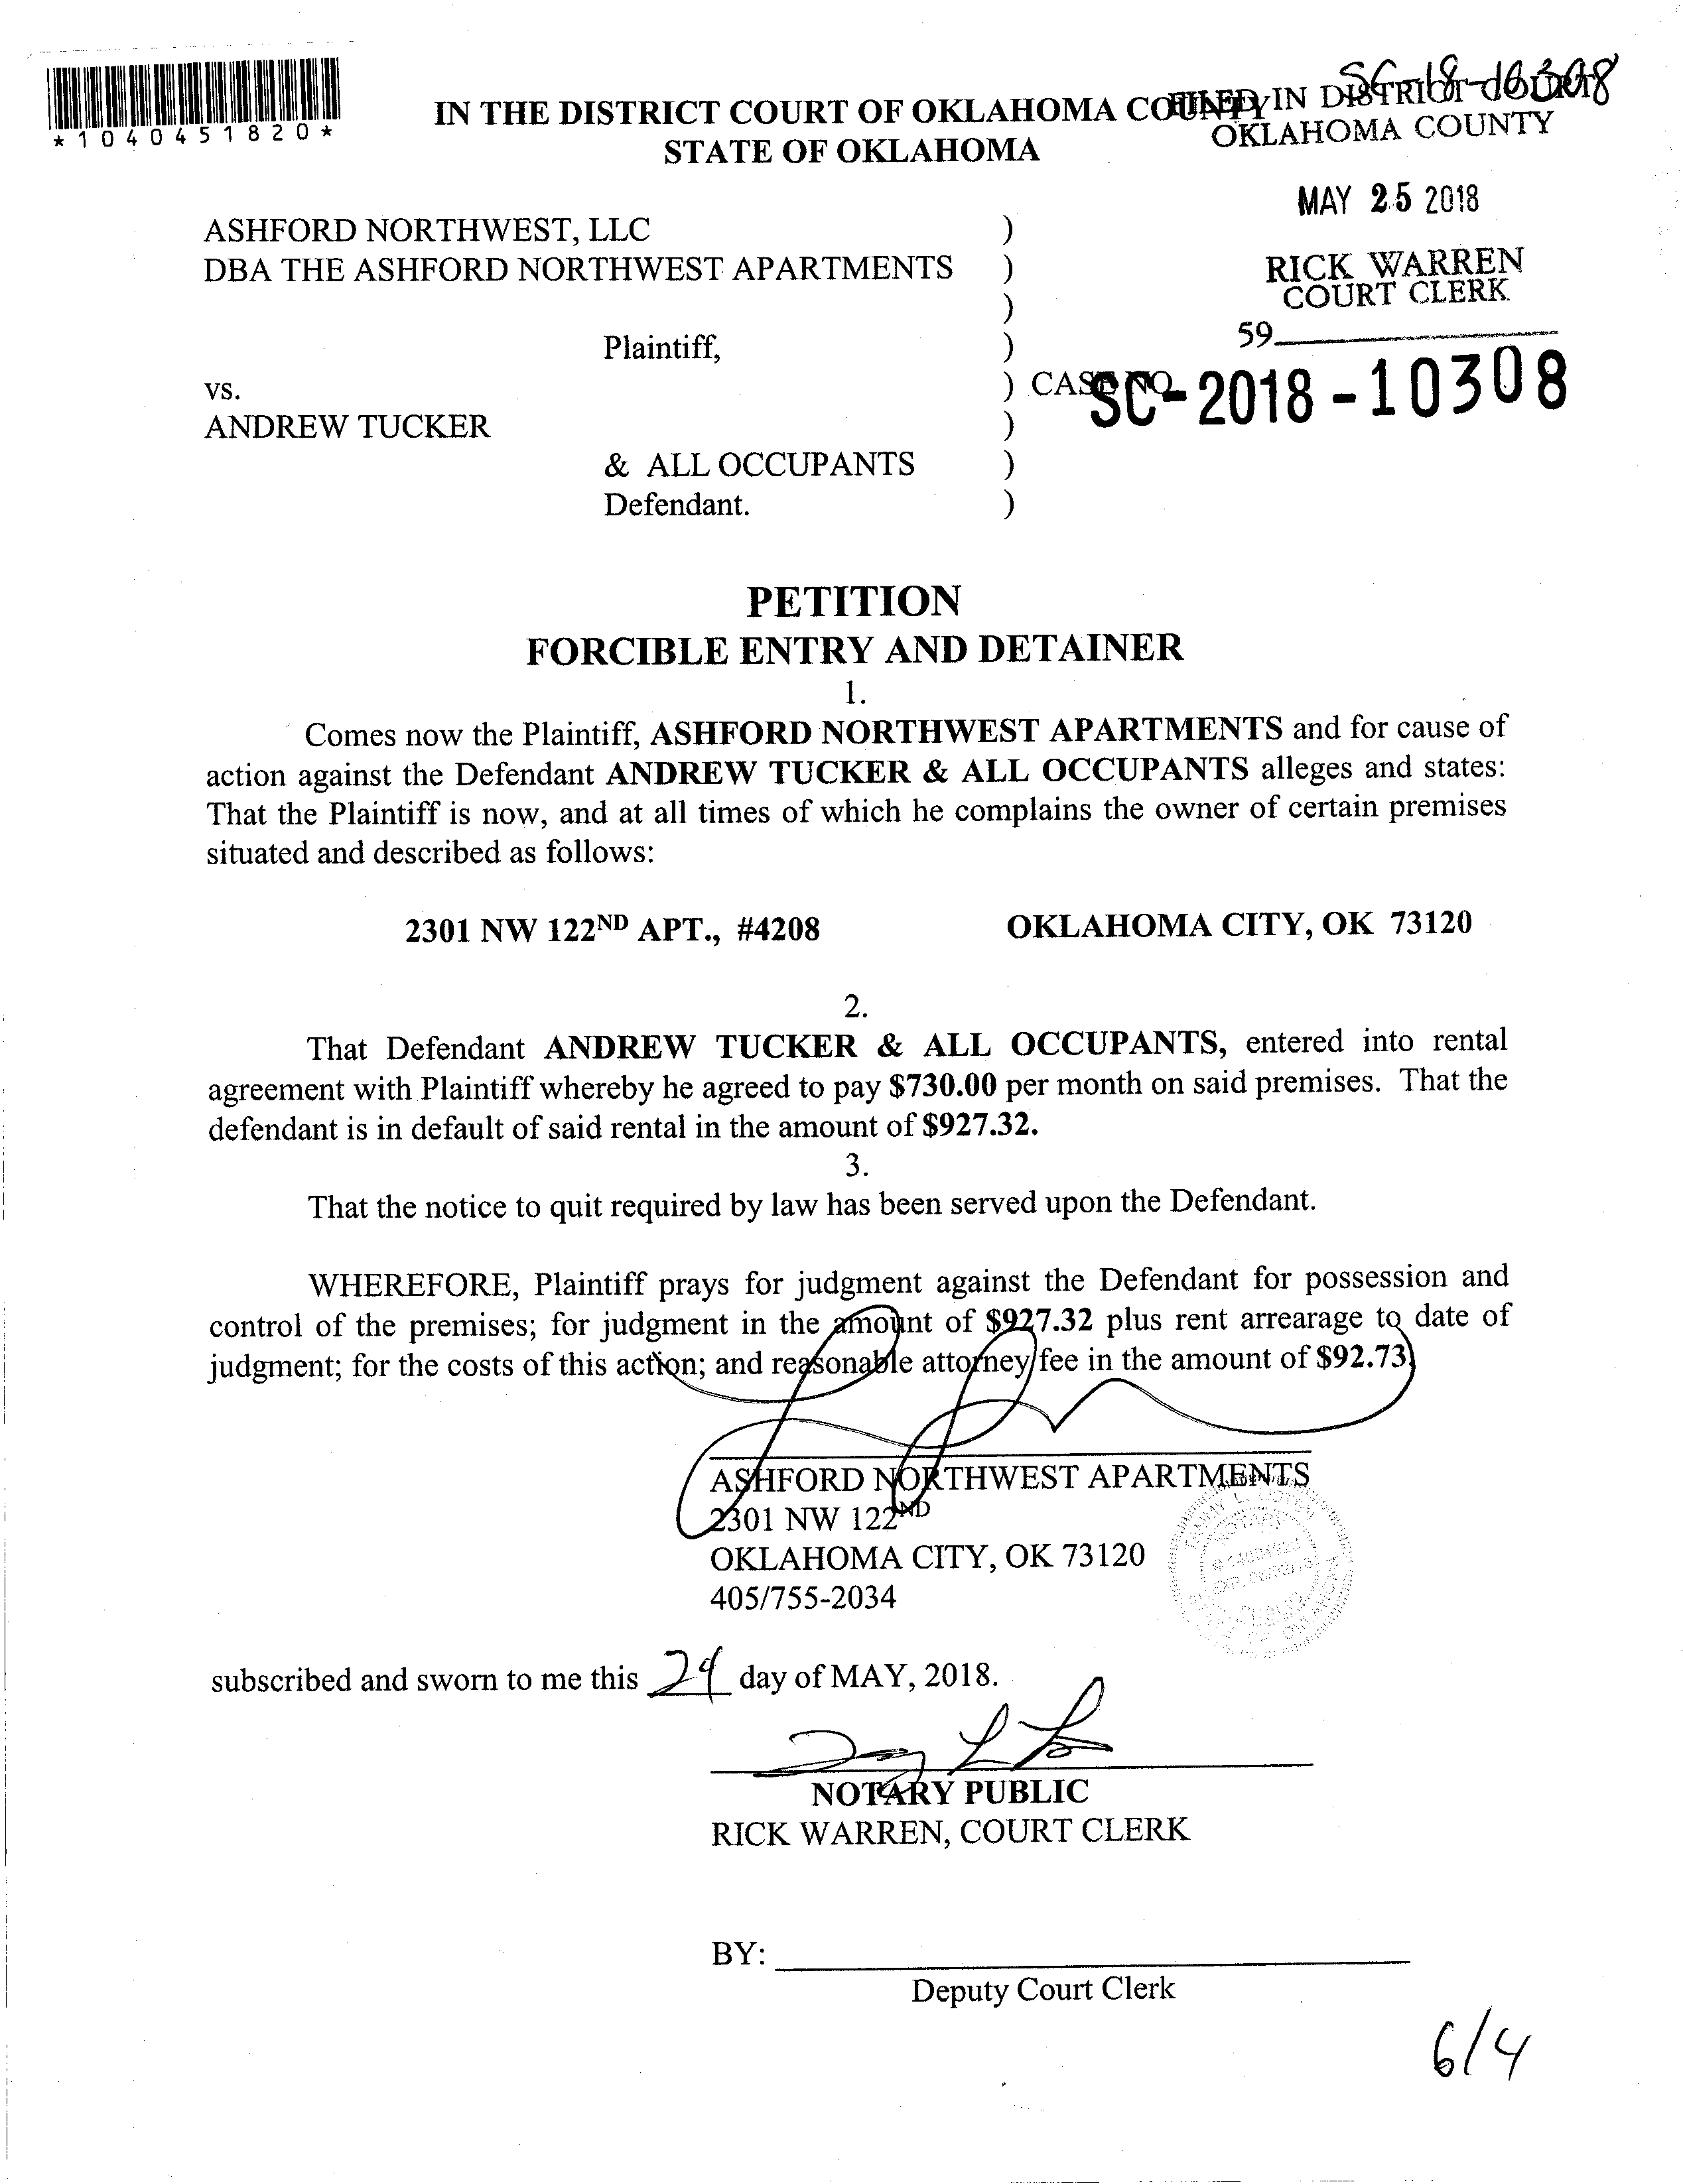 *1040451820*
SC-18-10308
IN THE DISTRICT COURT OF OKLAHOMA COUNTY
STATE OF OKLAHOMA
FILED IN DISTRICT COURT
OKLAHOMA COUNTY
MAY 25 2018
RICK WARREN
COURT CLERK
59
ASHFORD NORTHWEST, LLC )
DBA THE ASHFORD NORTHWEST APARTMENTS )
)
Plaintiff, )
vs. ) CASE NO.
SC-2018-10308
ANDREW TUCKER )
& ALL OCCUPANTS )
Defendant. )
PETITION
FORCIBLE ENTRY AND DETAINER
1.
Comes now the Plaintiff, ASHFORD NORTHWEST APARTMENTS and for cause of
action against the Defendant ANDREW TUCKER & ALL OCCUPANTS alleges and states:
That the Plaintiff is now, and at all times of which he complains the owner of certain premises
situated and described as follows:
2301 NW 122ND APT., #4208 OKLAHOMA CITY, OK 73120
2.
That Defendant ANDREW TUCKER & ALL OCCUPANTS, entered into rental
agreement with Plaintiff whereby he agreed to pay $730.00 per month on said premises. That the
defendant is in default of said rental in the amount of $927.32.
3.
That the notice to quit required by law has been served upon the Defendant.
WHEREFORE, Plaintiff prays for judgment against the Defendant for possession and
control of the premises; for judgment in the amount of $927.32 plus rent arrearage to date of
judgment; for the costs of this action; and reasonable attorney fee in the amount of $92.73
ASHFORD NORTHWEST APARTMENTS
2301 NW 122ND
OKLAHOMA CITY, OK 73120
405/755-2034
subscribed and sworn to me this 24 day of MAY, 2018.
NOTARY PUBLIC
RICK WARREN, COURT CLERK
BY:
Deputy Court Clerk
6/4